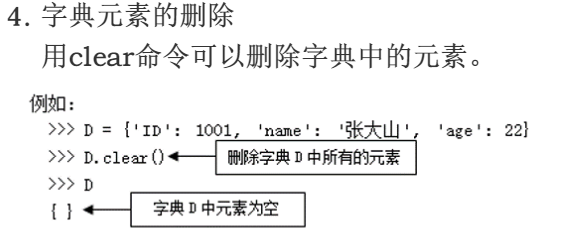 4. 字典元素的删除
用clear命令可以删除字典中的元素。
例如：
>>> D = {'ID': 1001, 'name': '张大山', 'age': 22}
>>> D.clear() 删除字典 D 中所有的元素
>>> D
{ } 字典 D 中元素为空